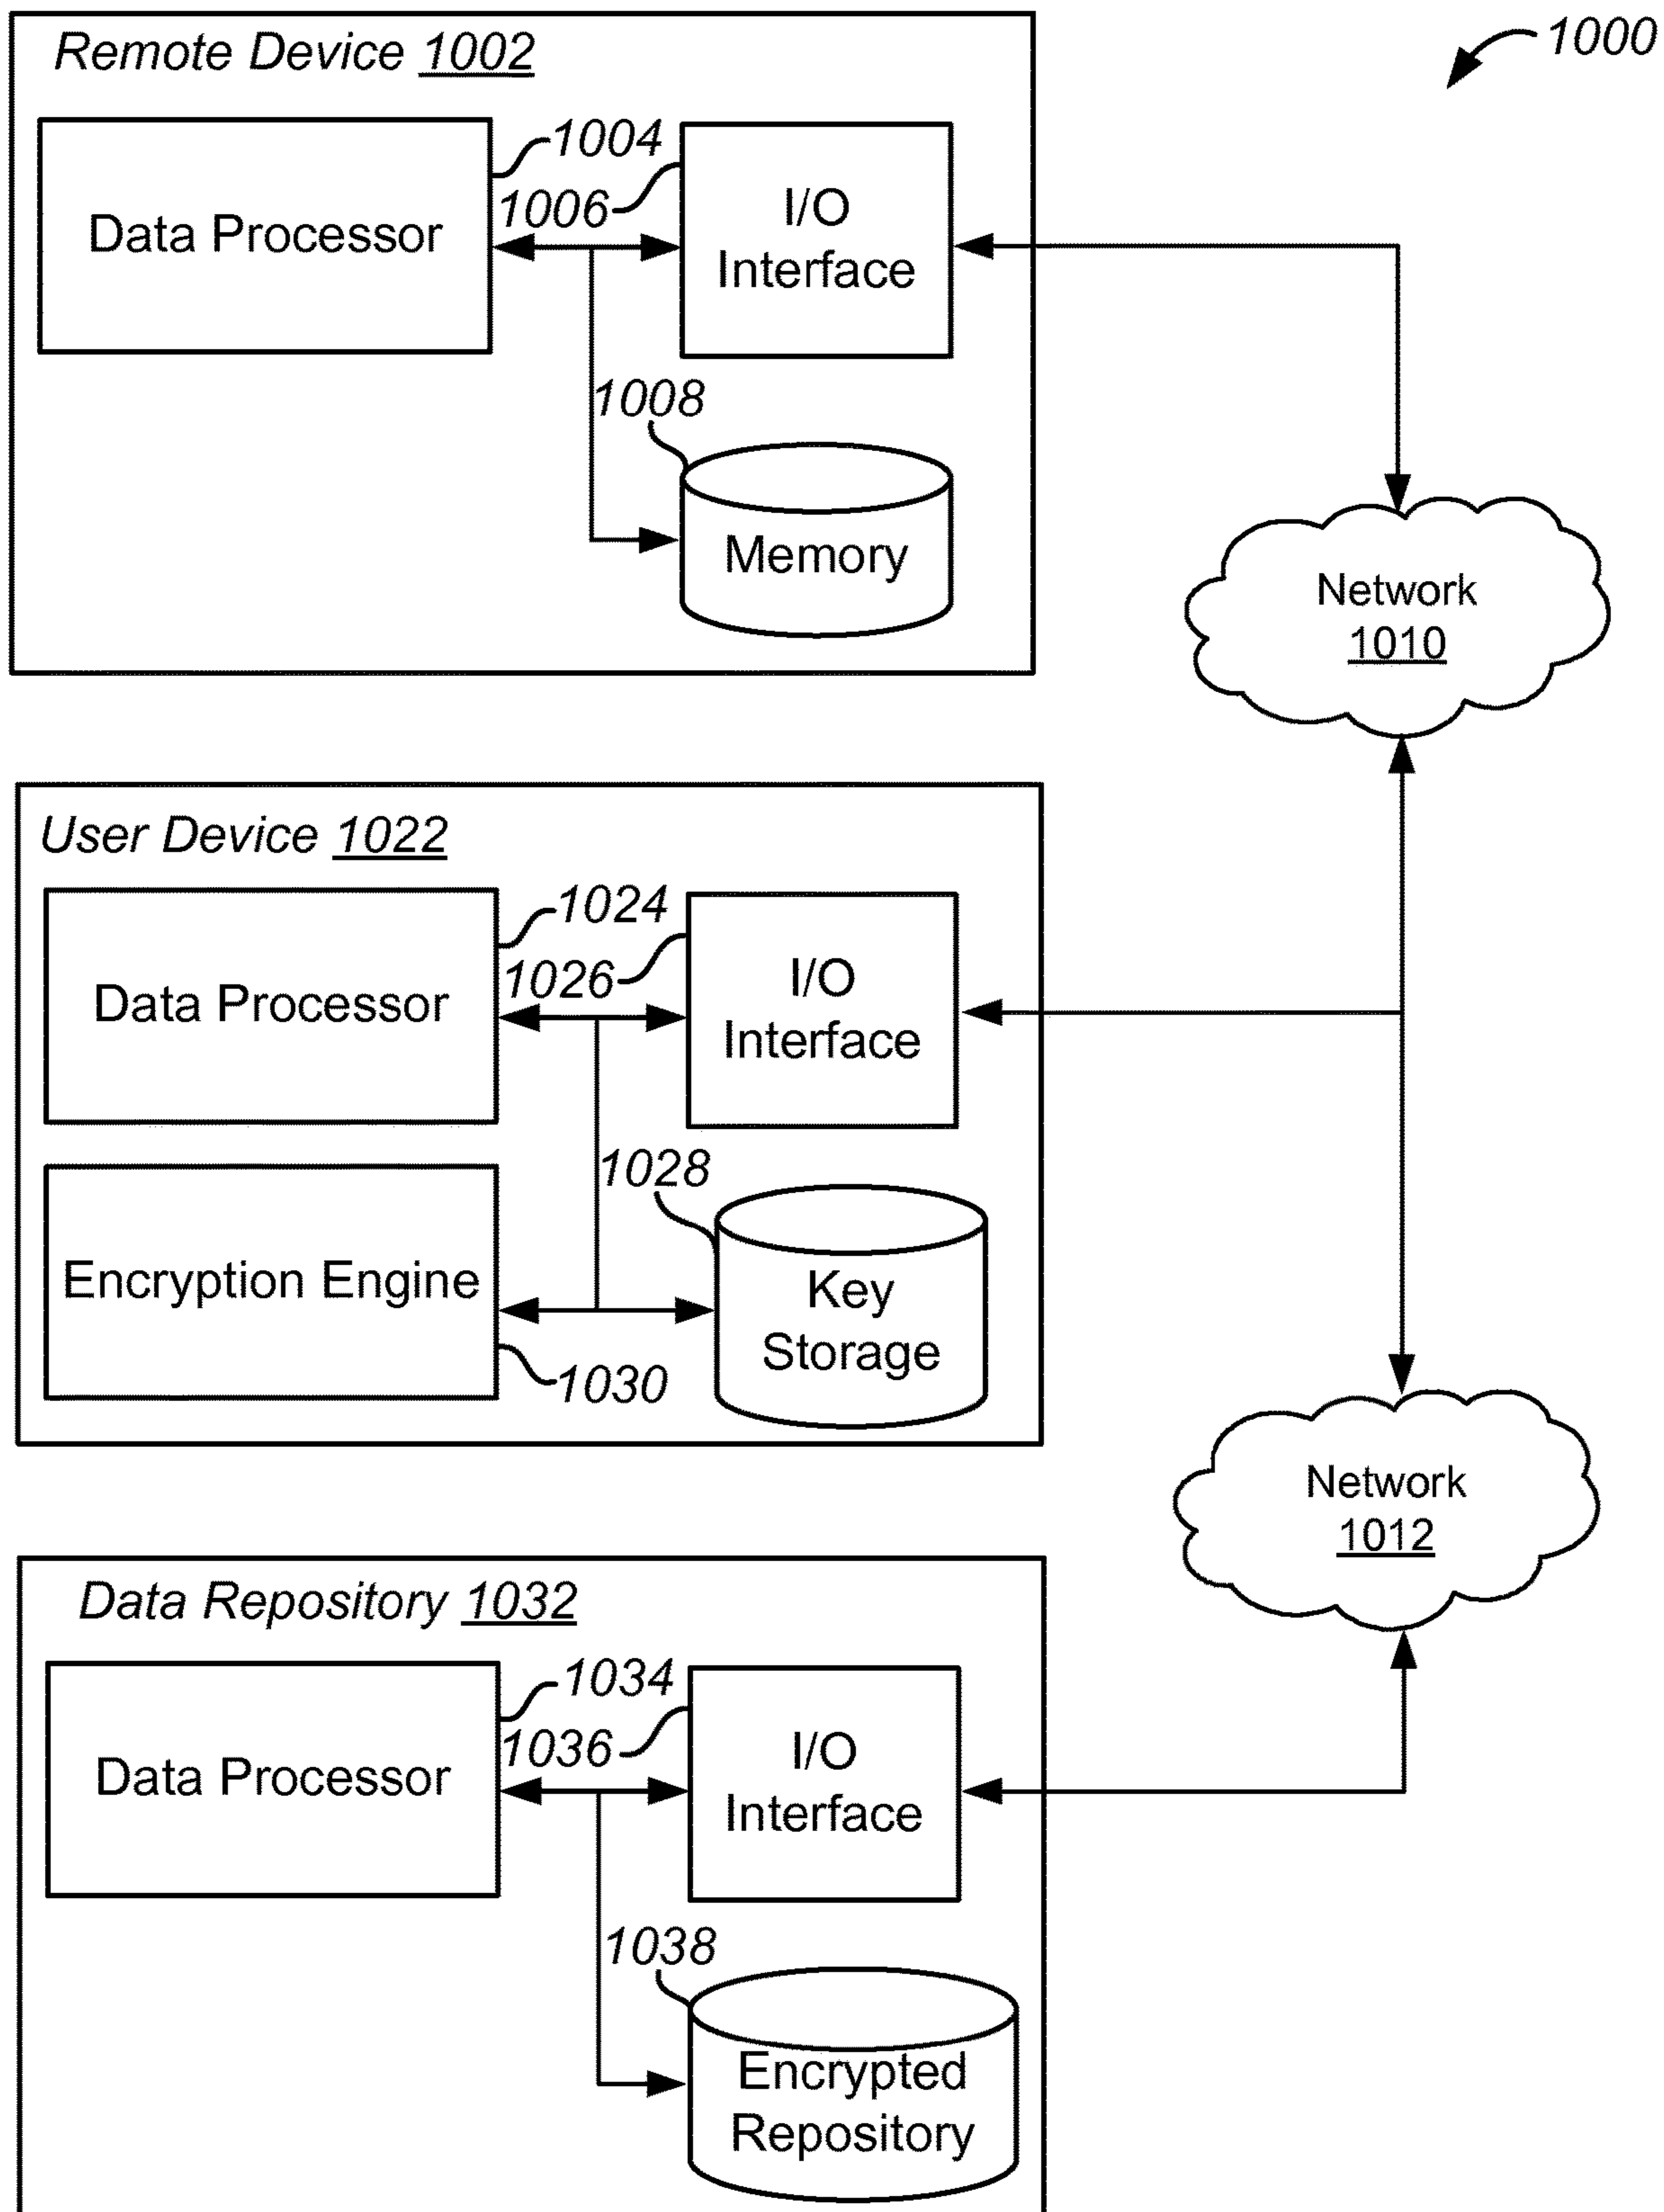 1000
Remote Device 1002
1004
1006
Data Processor
I/O
Interface
1008
Memory
Network
1010
User Device 1022
1024
1026
Data Processor
I/O
Interface
1028
Encryption Engine
Key
Storage
1030
Network
1012
Data Repository 1032
1034
1036
Data Processor
I/O
Interface
1038
Encrypted
Repository